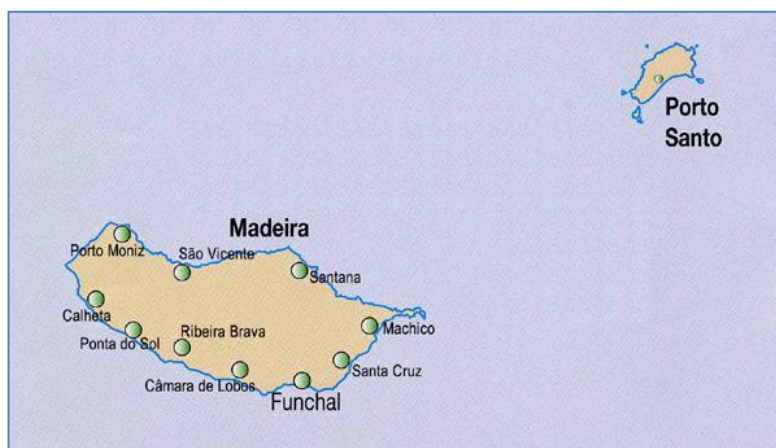 Porto
Santo
Madeira
Porto Moniz
São Vicente
Santana
Calheta
Ponta do Sol
Ribeira Brava
Machico
Câmara de Lobos
Santa Cruz
Funchal